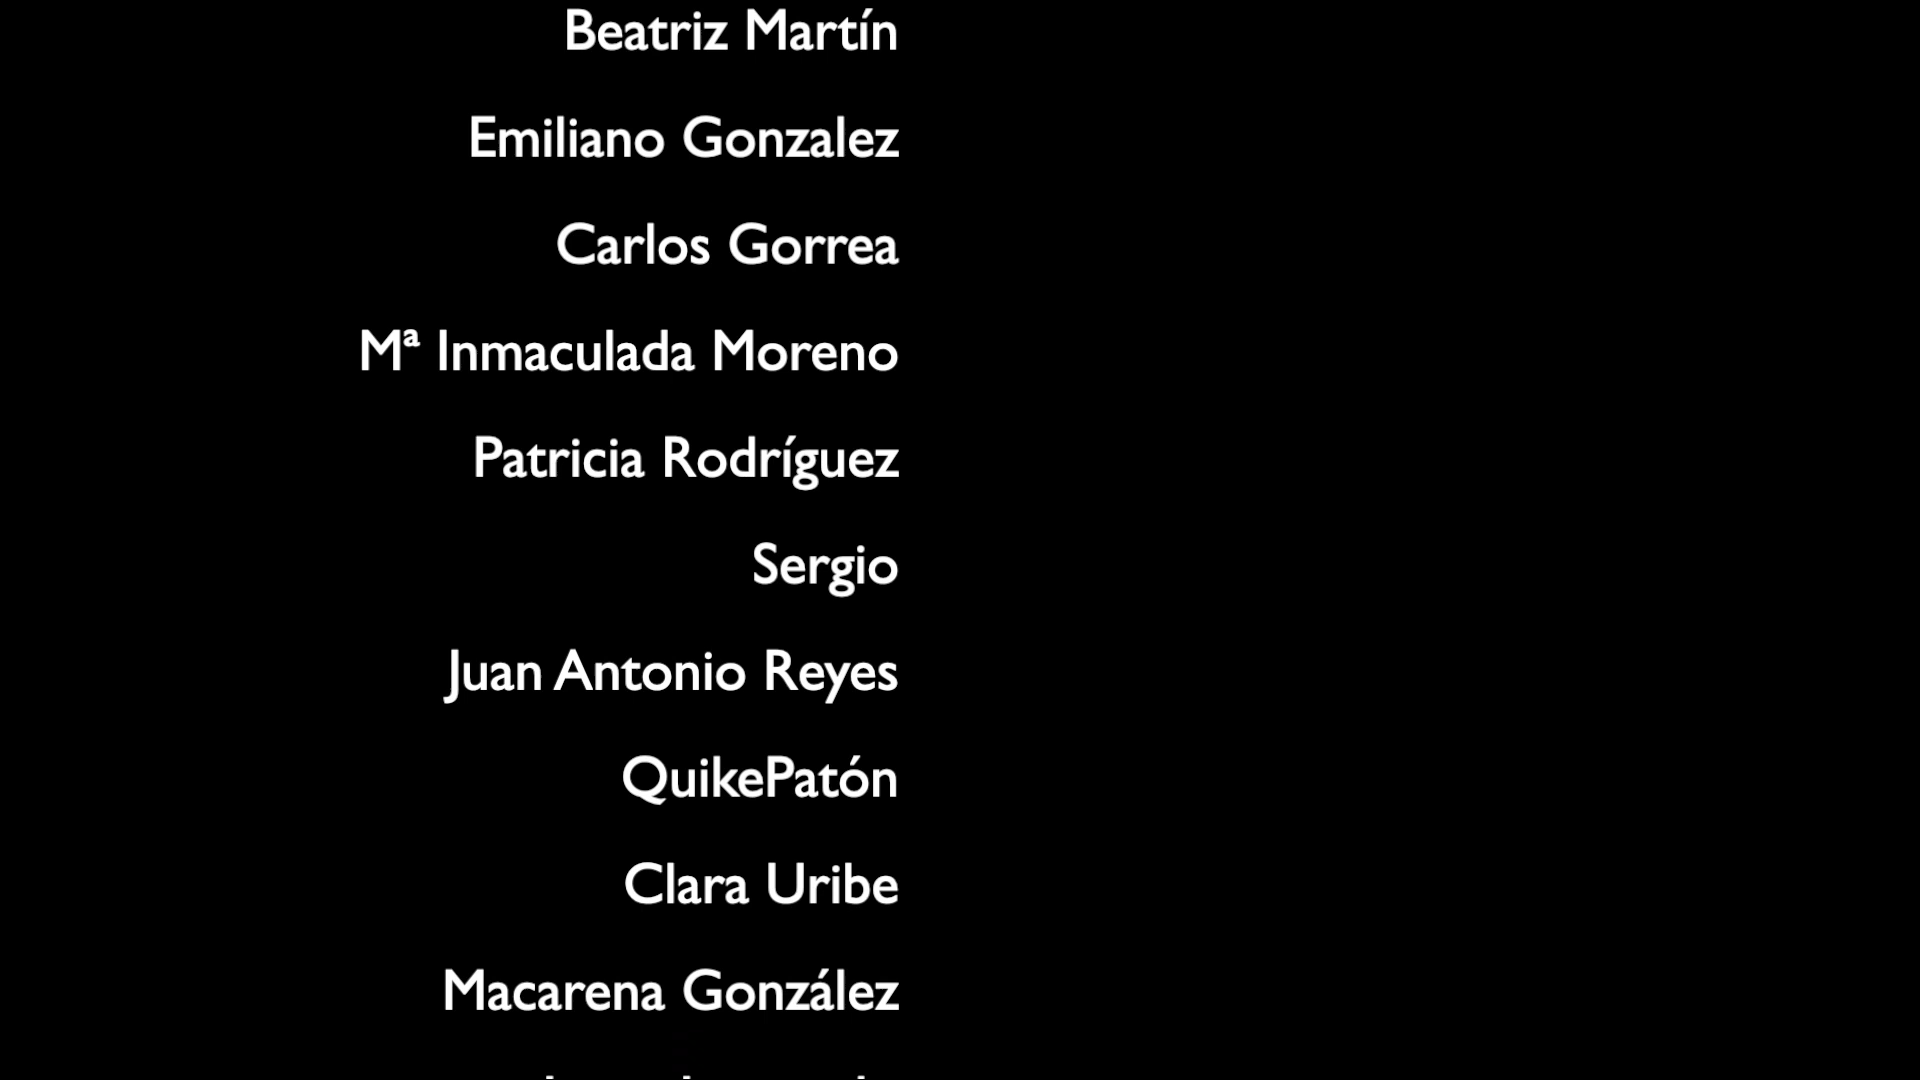 Beatriz Martín
Emiliano Gonzalez
Carlos Gorrea
Mª Inmaculada Moreno
Patricia Rodríguez
Sergio
Juan Antonio Reyes
QuikePatón
Clara Uribe
Macarena González